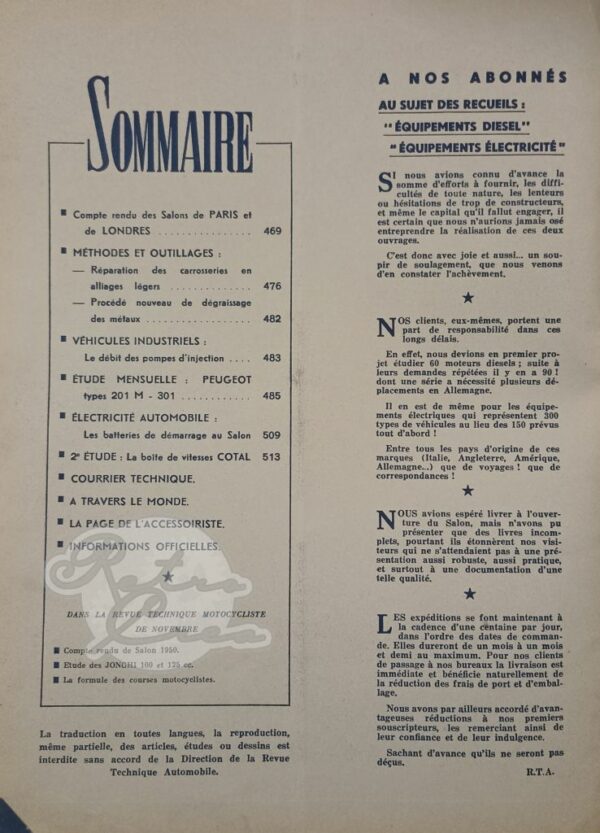 SOMMAIRE
■ Compte rendu des Salons de PARIS et
de LONDRES ................ 469
■ MÉTHODES ET OUTILLAGES :
— Réparation des carrosseries en
alliages légers ................ 476
— Procédé nouveau de dégraissage
des métaux ................ 482
■ VÉHICULES INDUSTRIELS :
Le débit des pompes d'injection .... 483
■ ÉTUDE MENSUELLE : PEUGEOT
types 201 M - 301 ............ 485
■ ÉLECTRICITÉ AUTOMOBILE :
Les batteries de démarrage au Salon 509
■ 2e ÉTUDE : La boîte de vitesses COTAL 513
■ COURRIER TECHNIQUE.
■ A TRAVERS LE MONDE.
■ LA PAGE DE L'ACCESSOIRISTE.
■ INFORMATIONS OFFICIELLES.
★
DANS LA REVUE TECHNIQUE MOTOCYCLISTE
DE NOVEMBRE
■ Compte rendu de Salon 1950.
■ Etude des JONGHI 100 et 125 cc.
■ La formule des courses motocyclistes.
La traduction en toutes langues, la reproduction,
même partielle, des articles, études ou dessins est
interdite sans accord de la Direction de la Revue
Technique Automobile.
A NOS ABONNÉS
AU SUJET DES RECUEILS :
"ÉQUIPEMENTS DIESEL"
"ÉQUIPEMENTS ÉLECTRICITÉ"
SI nous avions connu d'avance la
somme d'efforts à fournir, les diffi-
cultés de toute nature, les lenteurs
ou hésitations de trop de constructeurs,
et même le capital qu'il fallut engager, il
est certain que nous n'aurions jamais osé
entreprendre la réalisation de ces deux
ouvrages.
C'est donc avec joie et aussi... un sou-
pir de soulagement, que nous venons
d'en constater l'achèvement.
★
NOS clients, eux-mêmes, portent une
part de responsabilité dans ces
longs délais.
En effet, nous devions en premier pro-
jet étudier 60 moteurs diesels ; suite à
leurs demandes répétées il y en a 90 !
dont une série a nécessité plusieurs dé-
placements en Allemagne.
Il en est de même pour les équipe-
ments électriques qui représentent 300
types de véhicules au lieu des 150 prévus
tout d'abord !
Entre tous les pays d'origine de ces
marques (Italie, Angleterre, Amérique,
Allemagne...) que de voyages ! que de
correspondances !
★
NOUS avions espéré livrer à l'ouver-
ture du Salon, mais n'avons pu
présenter que des livres incom-
plets, pourtant ils étonnèrent nos visi-
teurs qui ne s'attendaient pas à une pré-
sentation aussi robuste, aussi pratique,
et surtout à une documentation d'une
telle qualité.
★
LES expéditions se font maintenant à
la cadence d'une centaine par jour,
dans l'ordre des dates de comman-
de. Elles dureront de un mois à un mois
et demi au maximum. Pour nos clients
de passage à nos bureaux la livraison est
immédiate et bénéficie naturellement de
la réduction des frais de port et d'embal-
lage.
Nous avons par ailleurs accordé d'avan-
tageuses réductions à nos premiers
souscripteurs, les remerciant ainsi de
leur confiance et de leur indulgence.
Sachant d'avance qu'ils ne seront pas
déçus.
R.T.A.